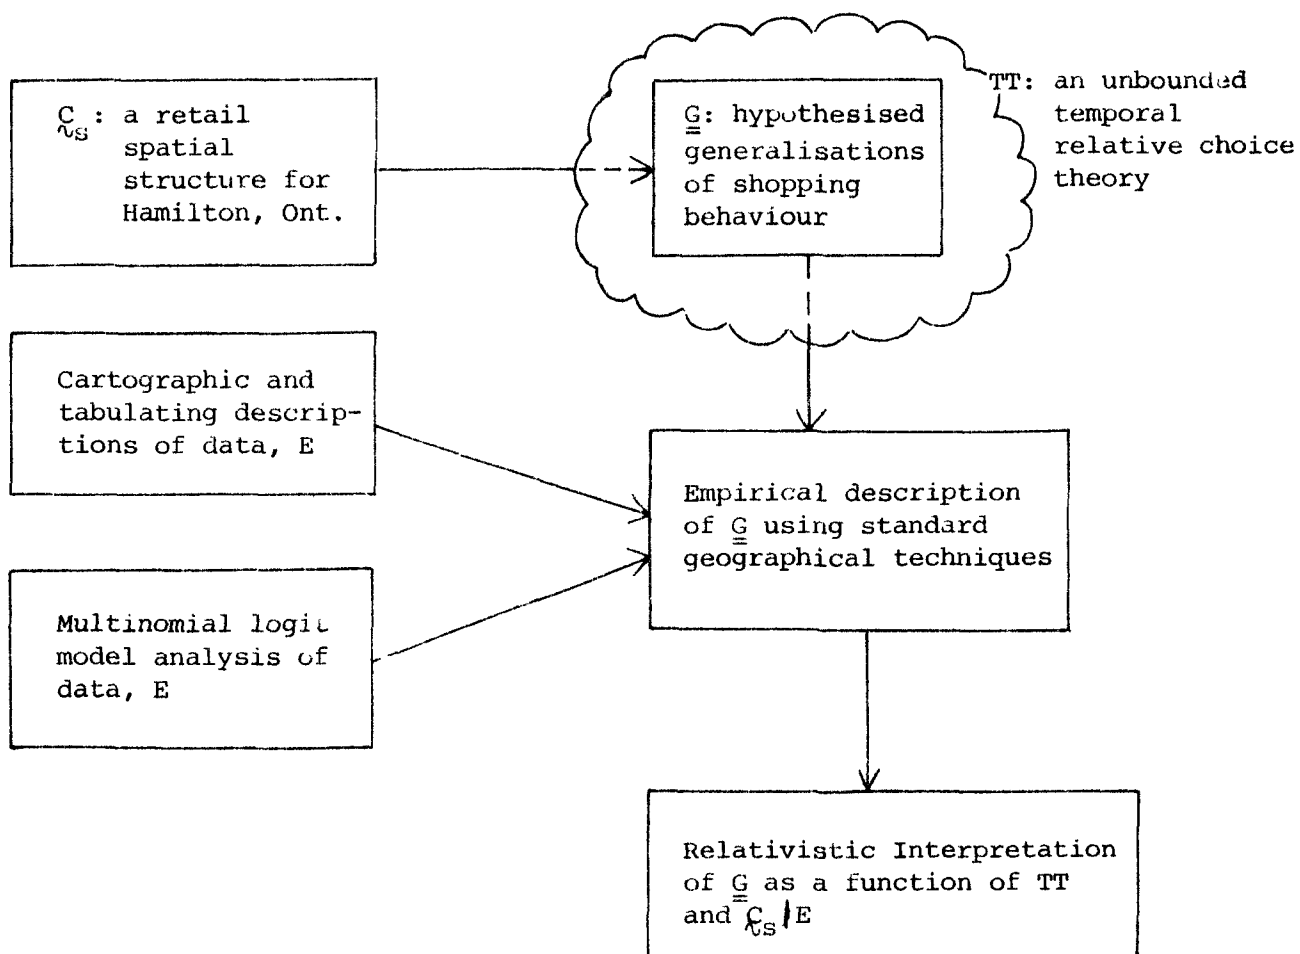 C̰s : a retail
spatial
structure for
Hamilton, Ont.
G̳: hypothesised
generalisations
of shopping
behaviour
TT: an unbounded
temporal
relative choice
theory
Cartographic and
tabulating descrip-
tions of data, E
Empirical description
of G̳ using standard
geographical techniques
Multinomial logit
model analysis of
data, E
Relativistic Interpretation
of G̳ as a function of TT
and C̰s|E